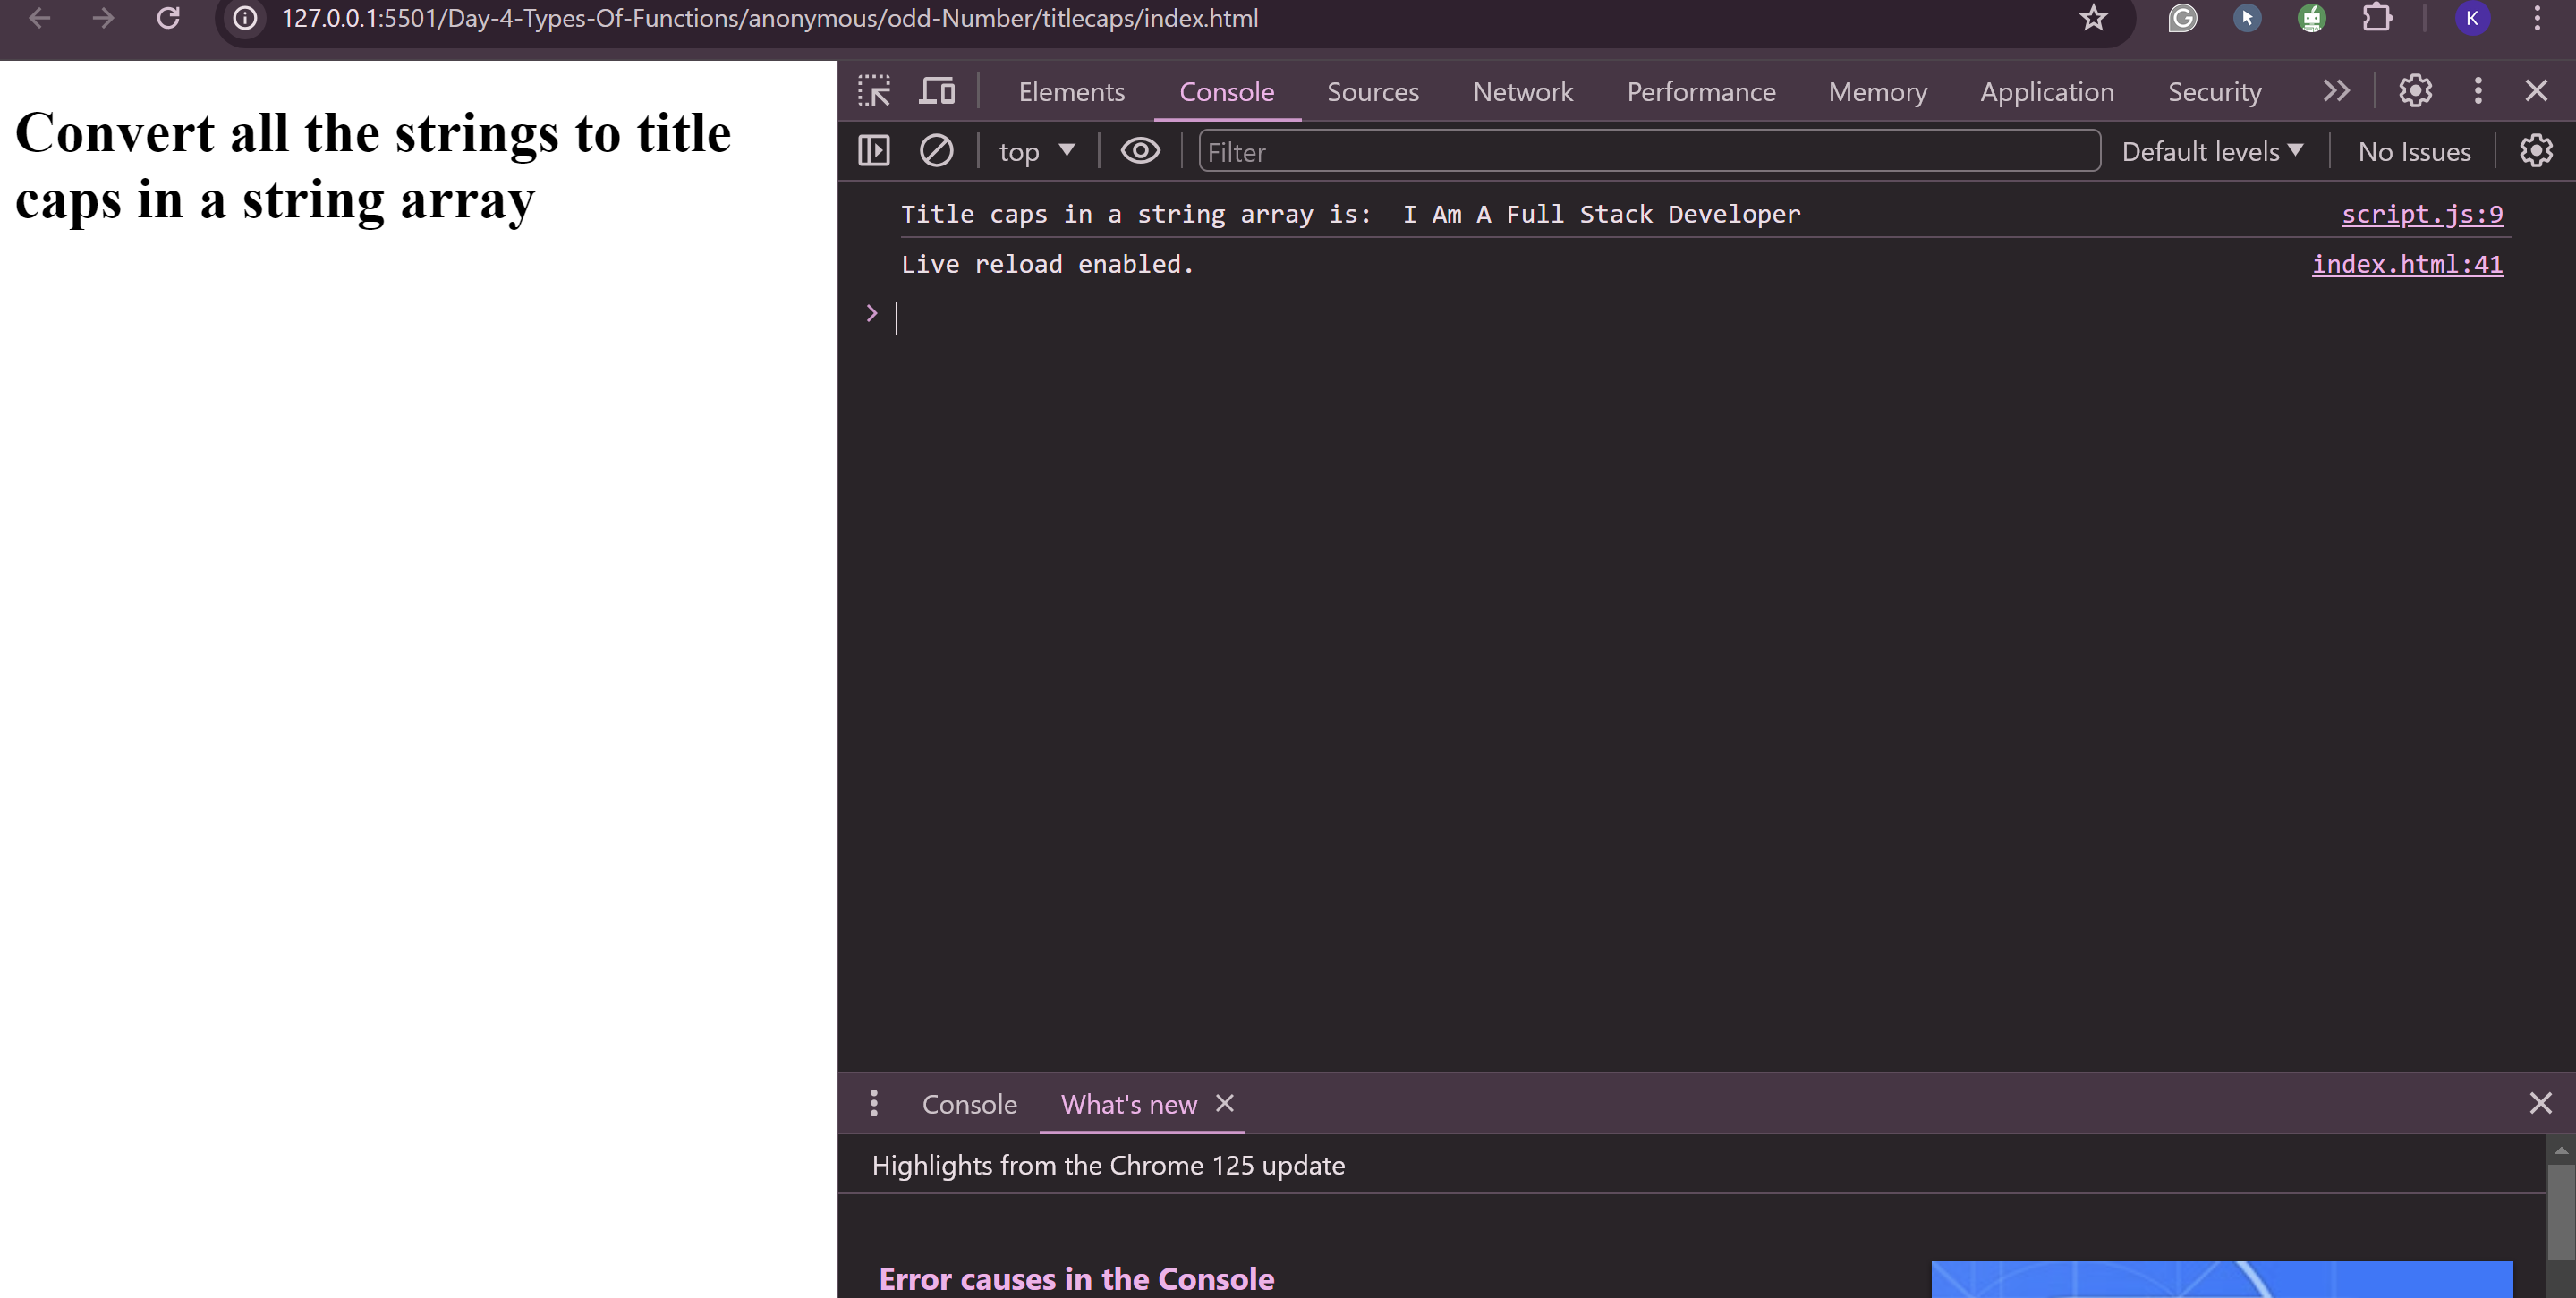 127.0.0.1:5501/Day-4-Types-Of-Functions/anonymous/odd-Number/titlecaps/index.html
K
Convert all the strings to title
caps in a string array
Elements Console Sources Network Performance Memory Application Security
top Filter Default levels No Issues
Title caps in a string array is:  I Am A Full Stack Developer script.js:9
Live reload enabled. index.html:41
Console What's new
Highlights from the Chrome 125 update
Error causes in the Console